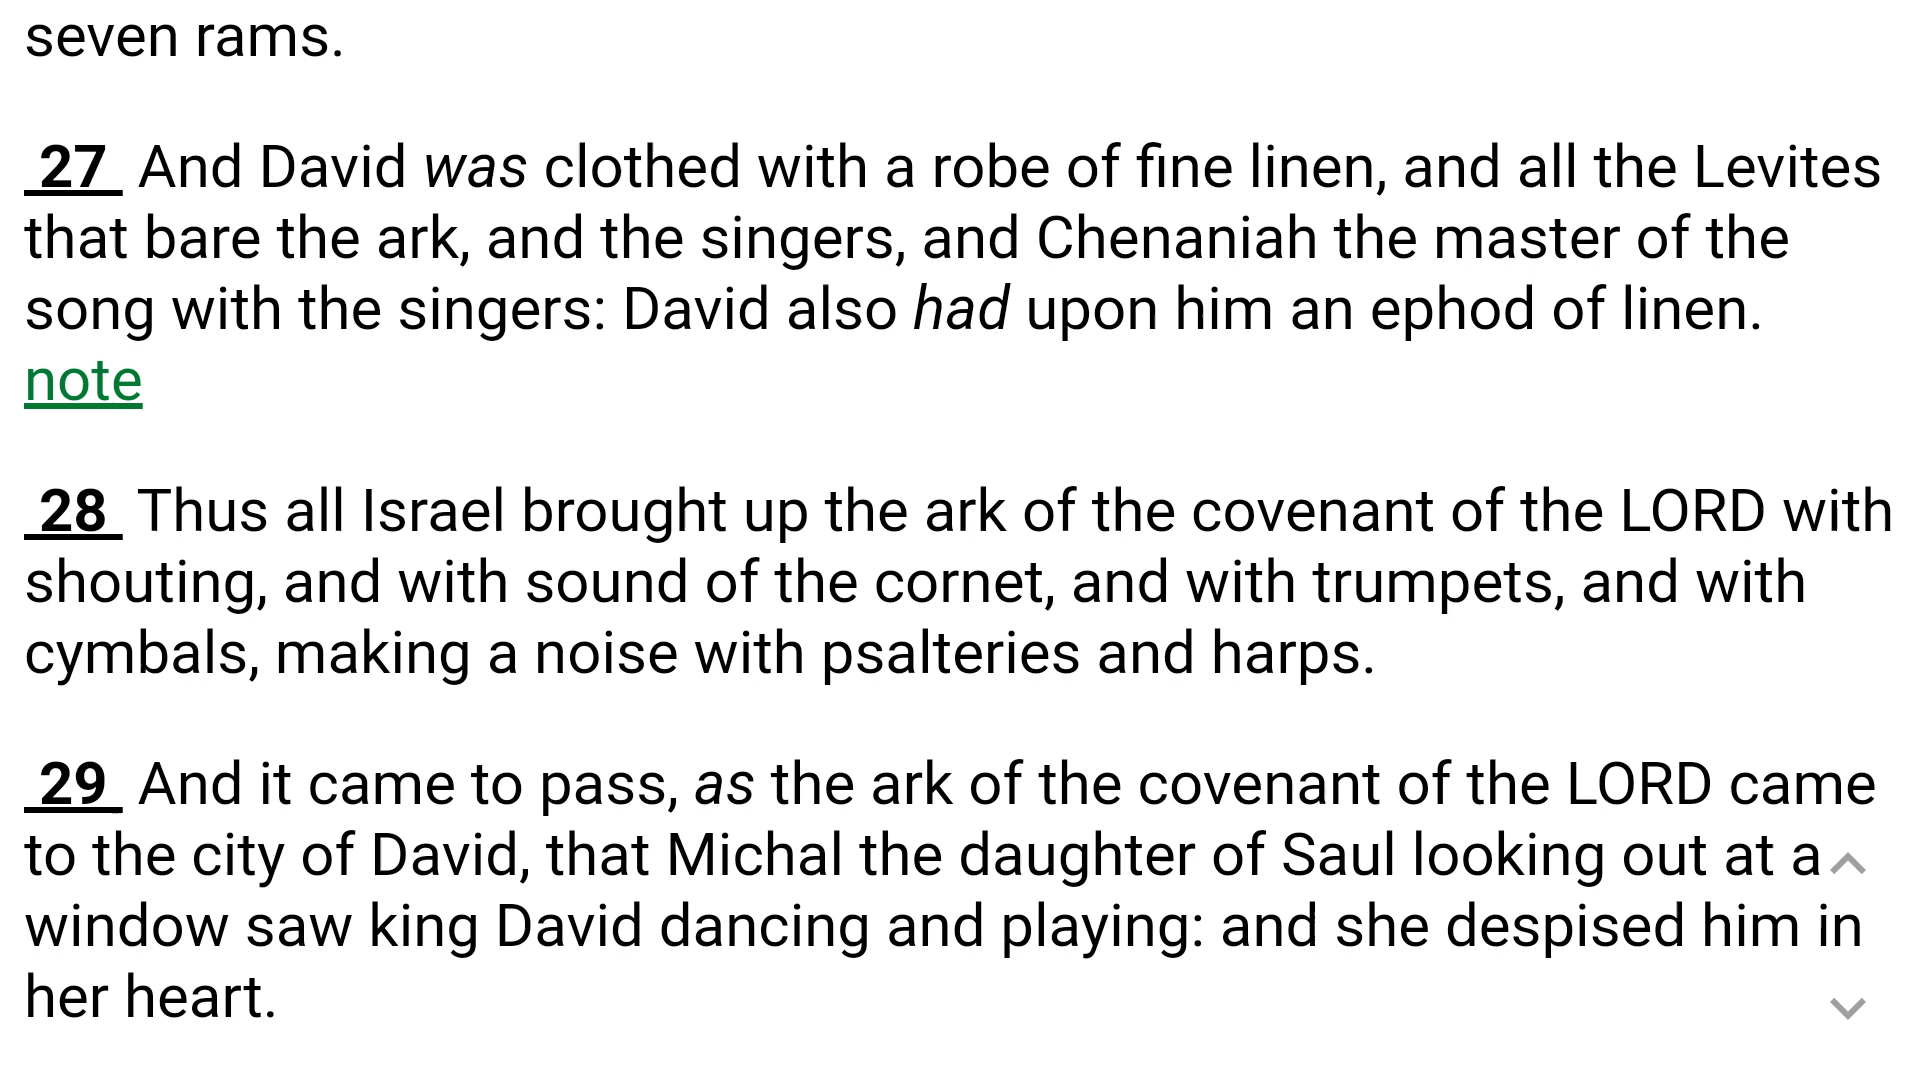 seven rams.
27 And David was clothed with a robe of fine linen, and all the Levites
that bare the ark, and the singers, and Chenaniah the master of the
song with the singers: David also had upon him an ephod of linen.
note
28 Thus all Israel brought up the ark of the covenant of the LORD with
shouting, and with sound of the cornet, and with trumpets, and with
cymbals, making a noise with psalteries and harps.
29 And it came to pass, as the ark of the covenant of the LORD came
to the city of David, that Michal the daughter of Saul looking out at a
window saw king David dancing and playing: and she despised him in
her heart.